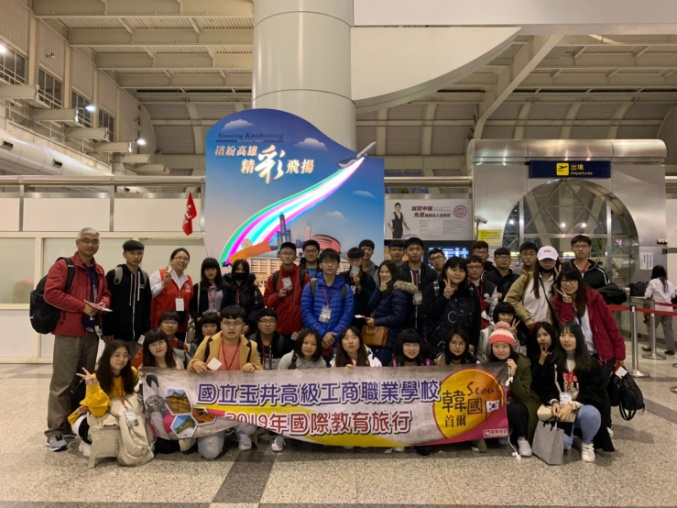 Kaohsiung
繽紛高雄
精彩飛揚
出境
Departures
國立玉井高級工商職業學校
2019年國際教育旅行
Seoul
韓國
首爾